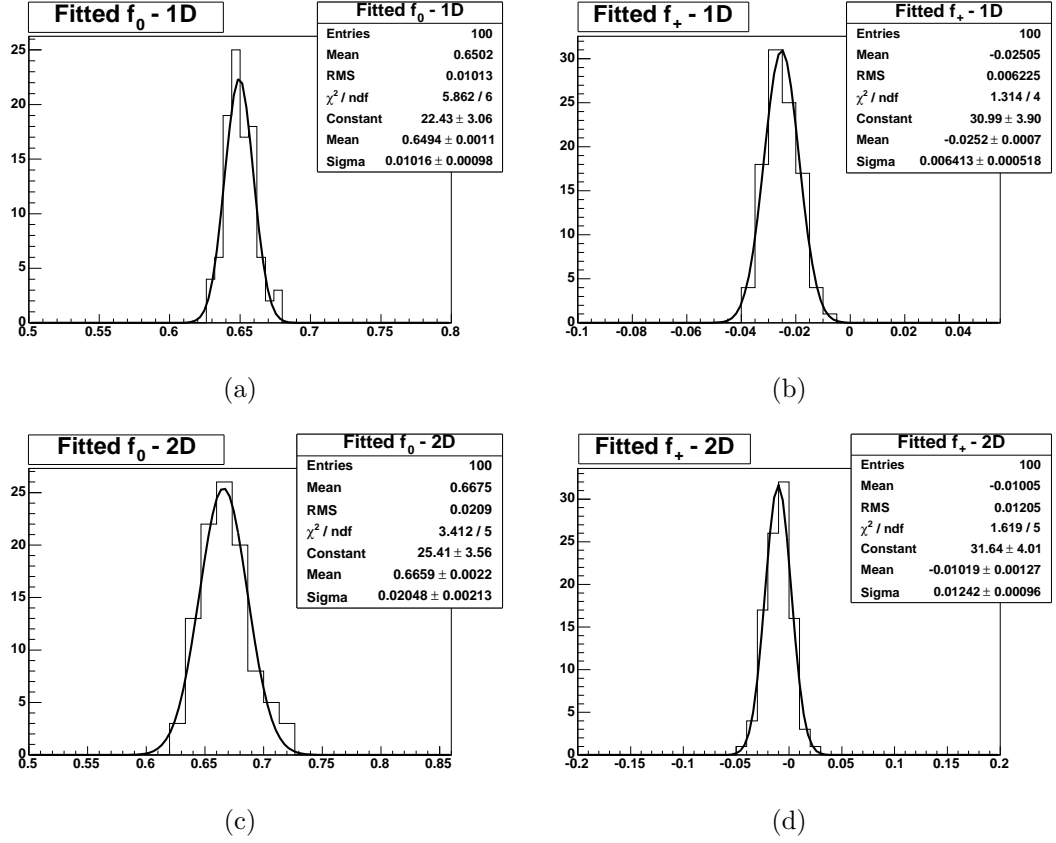 Fitted f0 - 1D
Fitted f0 - 1D
Entries 100
Mean 0.6502
RMS 0.01013
χ² / ndf 5.862 / 6
Constant 22.43 ± 3.06
Mean 0.6494 ± 0.0011
Sigma 0.01016 ± 0.00098
25
20
15
10
5
0
0.5 0.55 0.6 0.65 0.7 0.75 0.8
(a)
Fitted f+ - 1D
Fitted f+ - 1D
Entries 100
Mean -0.02505
RMS 0.006225
χ² / ndf 1.314 / 4
Constant 30.99 ± 3.90
Mean -0.0252 ± 0.0007
Sigma 0.006413 ± 0.000518
30
25
20
15
10
5
0
-0.1 -0.08 -0.06 -0.04 -0.02 0 0.02 0.04
(b)
Fitted f0 - 2D
Fitted f0 - 2D
Entries 100
Mean 0.6675
RMS 0.0209
χ² / ndf 3.412 / 5
Constant 25.41 ± 3.56
Mean 0.6659 ± 0.0022
Sigma 0.02048 ± 0.00213
25
20
15
10
5
0
0.5 0.55 0.6 0.65 0.7 0.75 0.8 0.85
(c)
Fitted f+ - 2D
Fitted f+ - 2D
Entries 100
Mean -0.01005
RMS 0.01205
χ² / ndf 1.619 / 5
Constant 31.64 ± 4.01
Mean -0.01019 ± 0.00127
Sigma 0.01242 ± 0.00096
30
25
20
15
10
5
0
-0.2 -0.15 -0.1 -0.05 -0 0.05 0.1 0.15 0.2
(d)